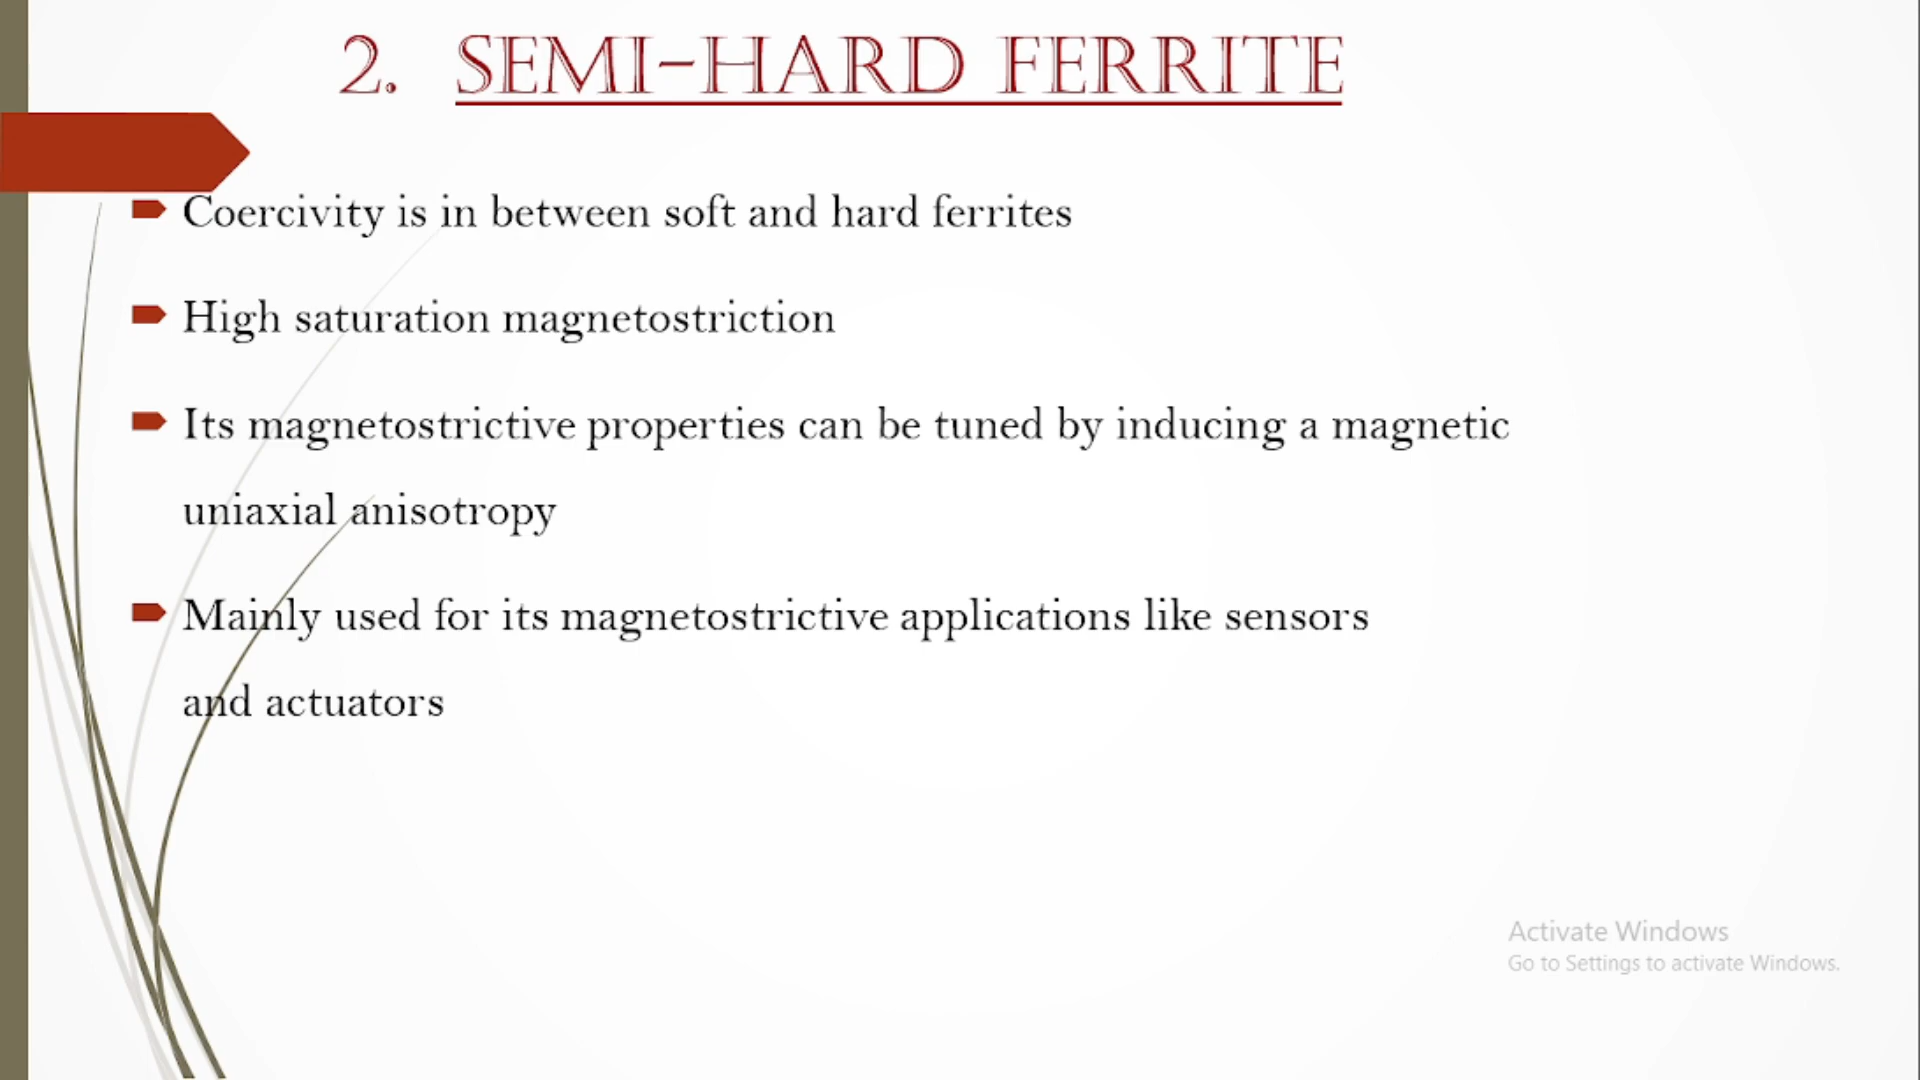 2. SEMI-HARD FERRITE
Coercivity is in between soft and hard ferrites
High saturation magnetostriction
Its magnetostrictive properties can be tuned by inducing a magnetic
uniaxial anisotropy
Mainly used for its magnetostrictive applications like sensors
and actuators
Activate Windows
Go to Settings to activate Windows.